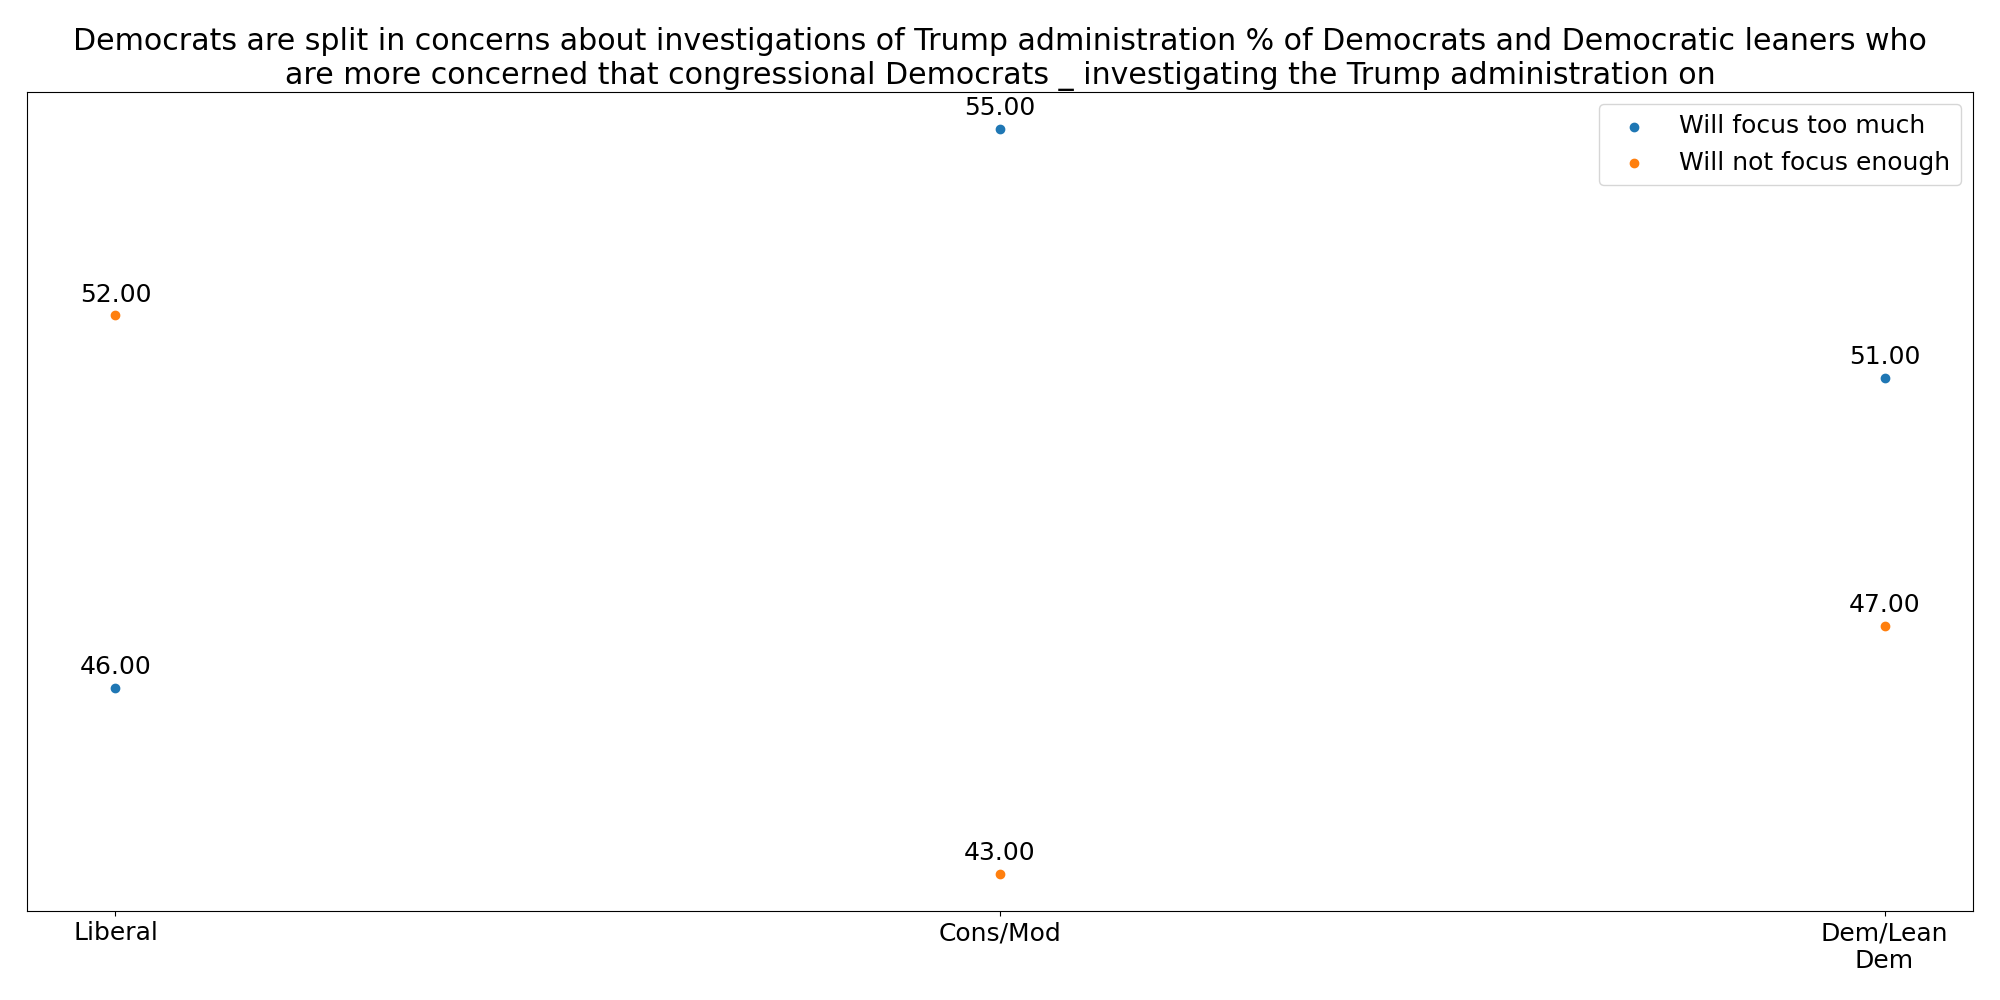 Democrats are split in concerns about investigations of Trump administration % of Democrats and Democratic leaners who
are more concerned that congressional Democrats _ investigating the Trump administration on
55.00
Will focus too much
Will not focus enough
52.00
51.00
47.00
46.00
43.00
Liberal
Cons/Mod
Dem/Lean
Dem